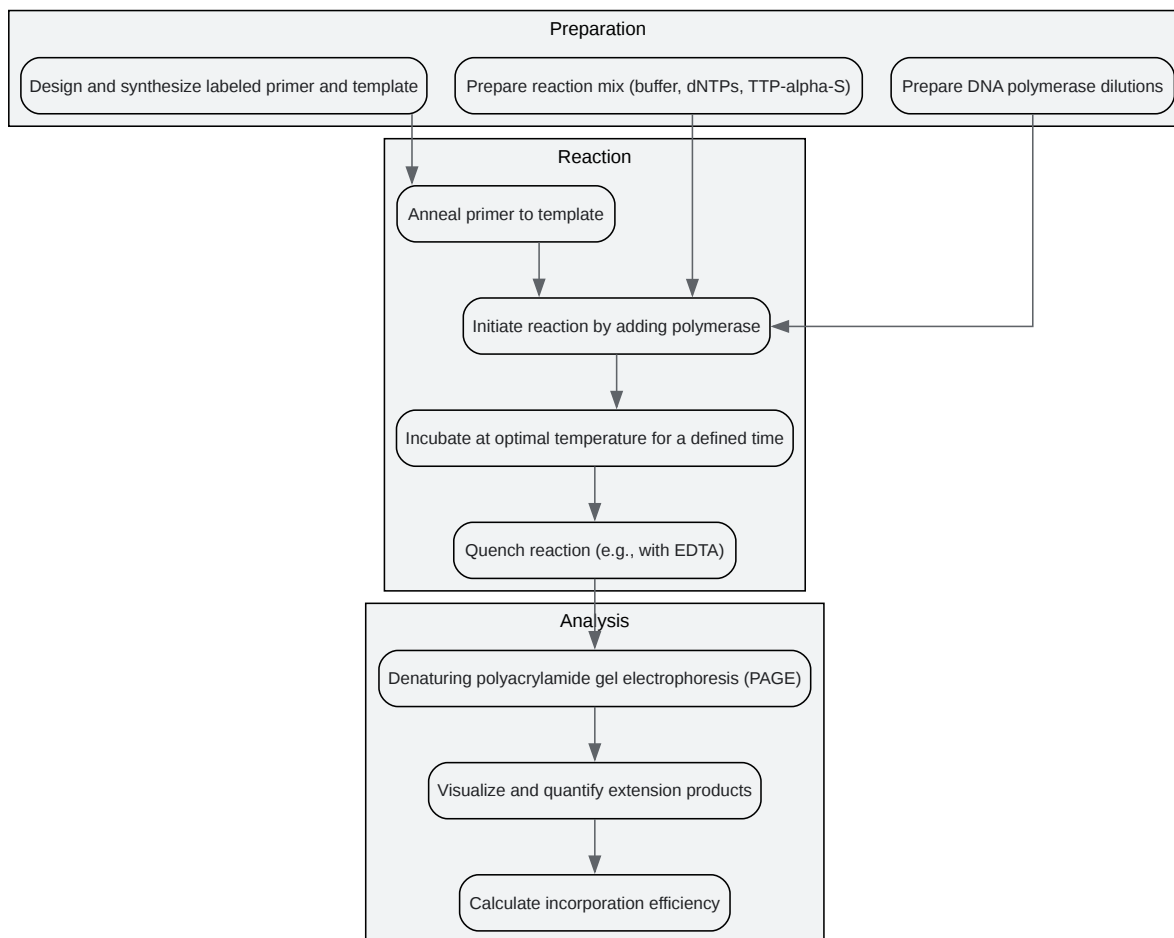 Preparation
Design and synthesize labeled primer and template
Prepare reaction mix (buffer, dNTPs, TTP-alpha-S)
Prepare DNA polymerase dilutions
Reaction
Anneal primer to template
Initiate reaction by adding polymerase
Incubate at optimal temperature for a defined time
Quench reaction (e.g., with EDTA)
Analysis
Denaturing polyacrylamide gel electrophoresis (PAGE)
Visualize and quantify extension products
Calculate incorporation efficiency